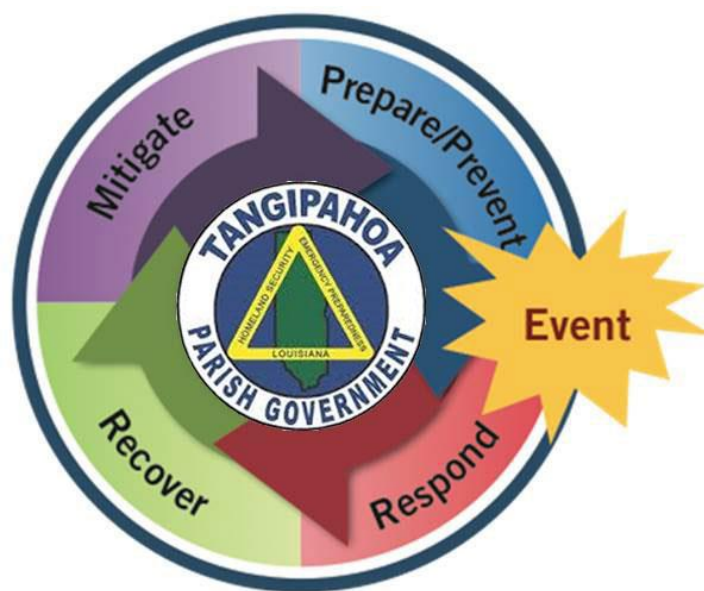 Mitigate
Prepare/Prevent
Event
Respond
Recover
TANGIPAHOA
PARISH GOVERNMENT
HOMELAND SECURITY
EMERGENCY PREPAREDNESS
LOUISIANA